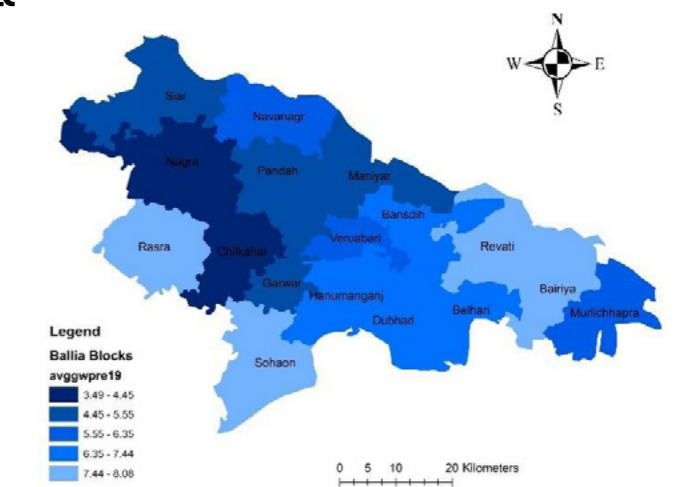 N
W E
S
Siar
Navanagr
Nagra
Pandah
Maniyar
Bansdih
Rasra
Chilkahar
Veruabari
Revati
Garwar
Hanumanganj
Bairiya
Dubhad
Belhari
Murlichhapra
Sohaon
Legend
Ballia Blocks
avggwpre19
3.49 - 4.45
4.45 - 5.55
5.55 - 6.35
6.35 - 7.44
7.44 - 8.08
0 5 10 20 Kilometers